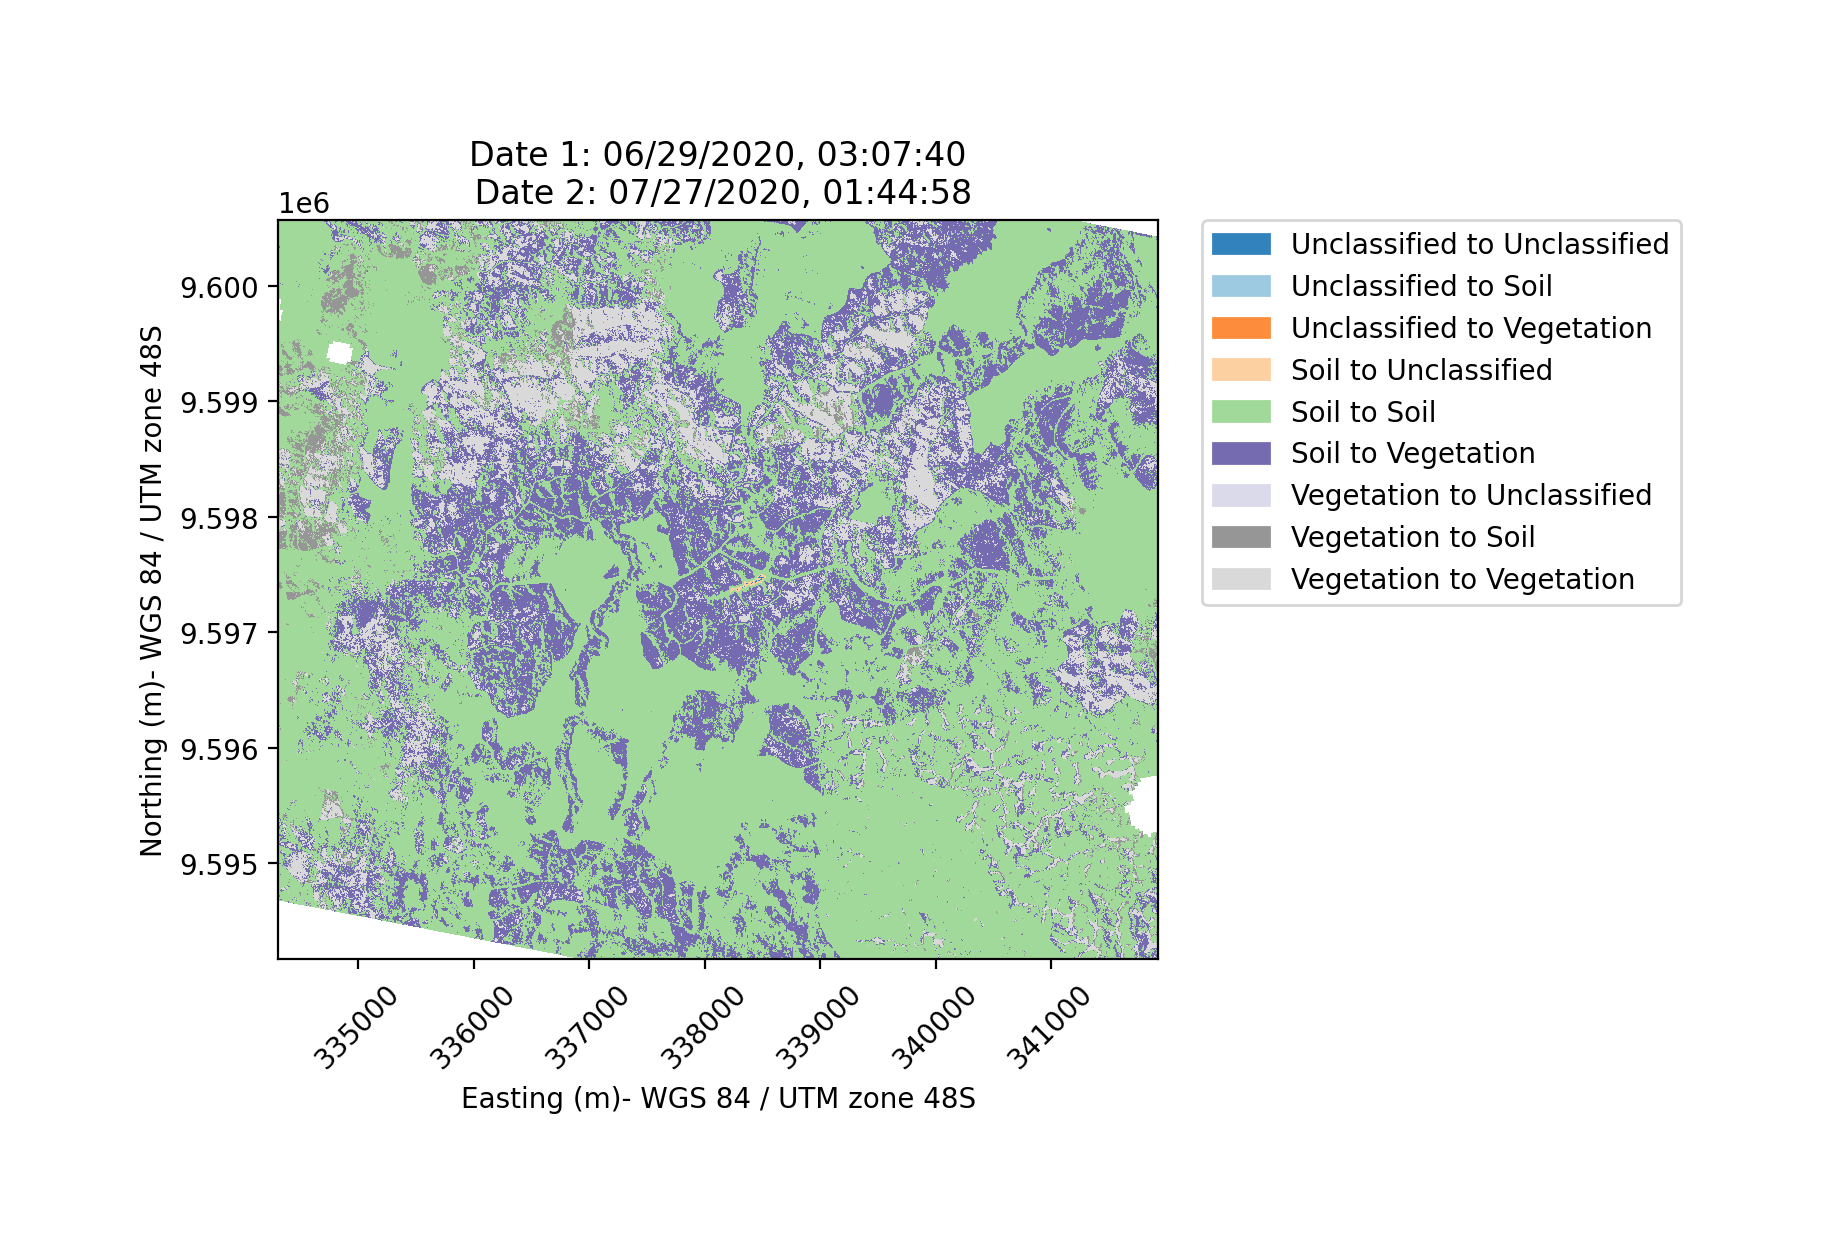 Date 1: 06/29/2020, 03:07:40
Date 2: 07/27/2020, 01:44:58
1e6
9.600
9.599
9.598
9.597
9.596
9.595
Northing (m)- WGS 84 / UTM zone 48S
335000
336000
337000
338000
339000
340000
341000
Easting (m)- WGS 84 / UTM zone 48S
Unclassified to Unclassified
Unclassified to Soil
Unclassified to Vegetation
Soil to Unclassified
Soil to Soil
Soil to Vegetation
Vegetation to Unclassified
Vegetation to Soil
Vegetation to Vegetation